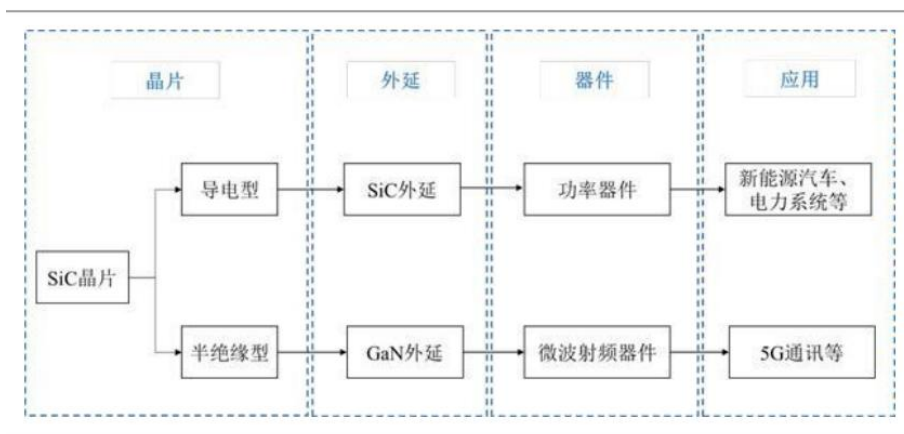 晶片
外延
器件
应用
导电型
SiC外延
功率器件
新能源汽车、
电力系统等
SiC晶片
半绝缘型
GaN外延
微波射频器件
5G通讯等